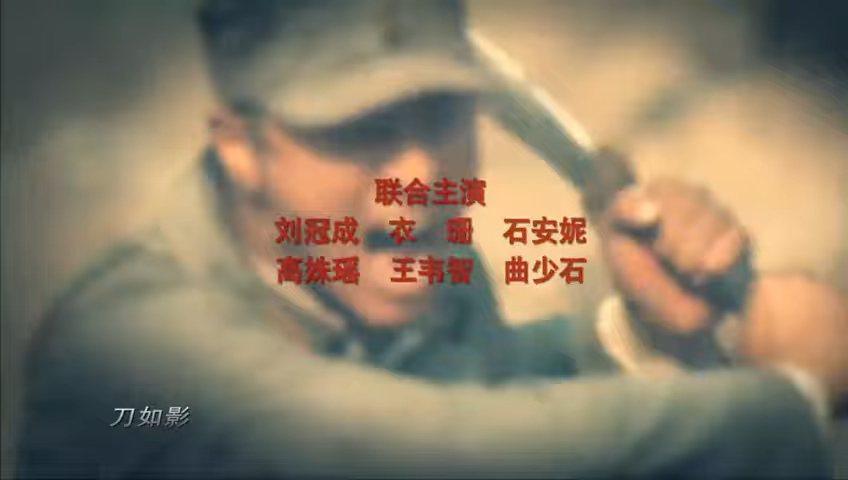 联合主演
刘冠成 衣 珊 石安妮
高姝瑶 王韦智 曲少石
刀如影